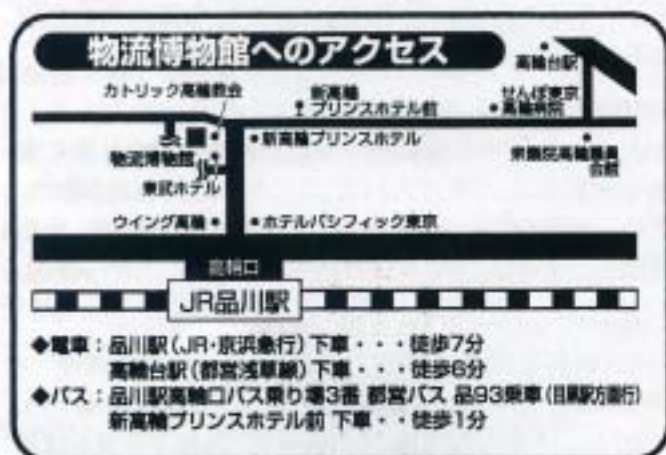 物流博物館へのアクセス
高輪台駅
カトリック高輪教会
新高輪
プリンスホテル前
せんぽ東京
高輪病院
新高輪プリンスホテル
物流博物館
東武ホテル
会館
ウイング高輪
ホテルパシフィック東京
高輪口
JR品川駅
◆電車：品川駅（JR・京浜急行）下車・・・徒歩7分
高輪台駅（都営浅草線）下車・・・徒歩6分
◆バス：品川駅高輪口バス乗り場3番 都営バス 品93乗車（目黒駅方面行）
新高輪プリンスホテル前 下車・・徒歩1分